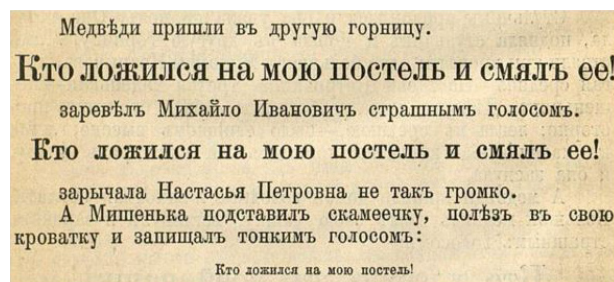 Медвѣди пришли въ другую горницу.
Кто ложился на мою постель и смялъ ее!
заревѣлъ Михайло Ивановичъ страшнымъ голосомъ.
Кто ложился на мою постель и смялъ ее!
зарычала Настасья Петровна не такъ громко.
А Мишенька подставилъ скамеечку, полѣзъ въ свою
кроватку и запищалъ тонкимъ голосомъ:
Кто ложился на мою постель!